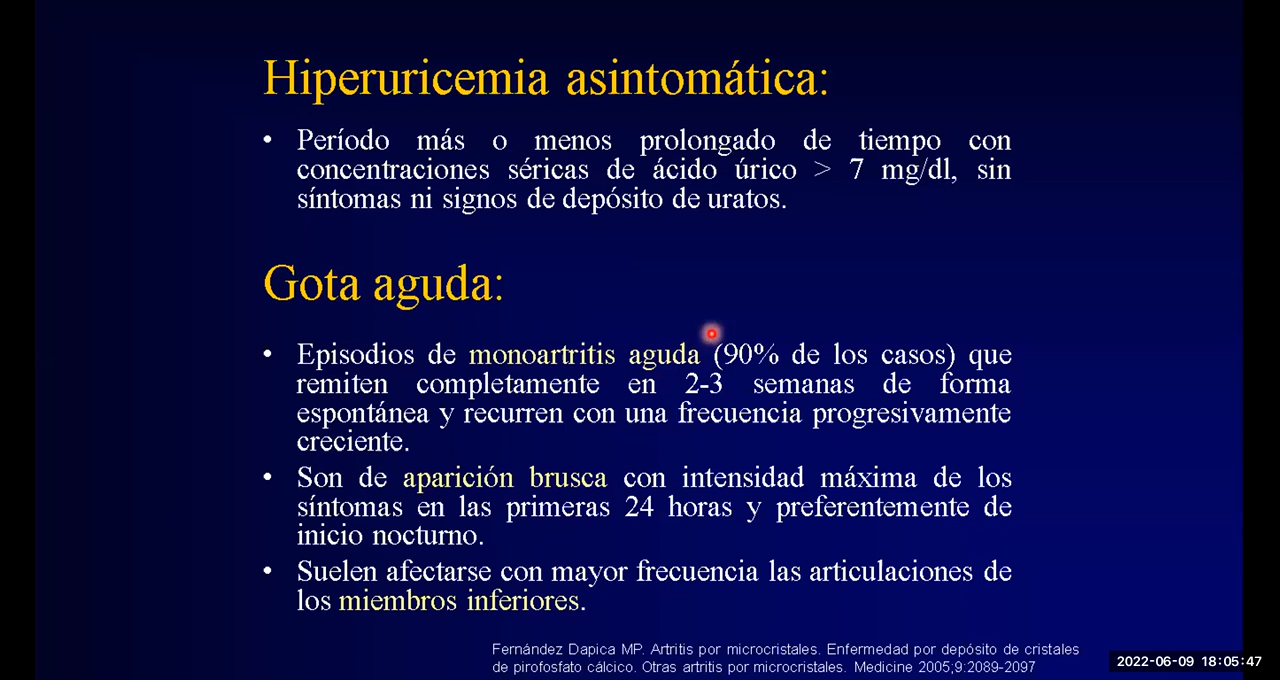 Hiperuricemia asintomática:
• Período más o menos prolongado de tiempo con
concentraciones séricas de ácido úrico > 7 mg/dl, sin
síntomas ni signos de depósito de uratos.
Gota aguda:
• Episodios de monoartritis aguda (90% de los casos) que
remiten completamente en 2-3 semanas de forma
espontánea y recurren con una frecuencia progresivamente
creciente.
• Son de aparición brusca con intensidad máxima de los
síntomas en las primeras 24 horas y preferentemente de
inicio nocturno.
• Suelen afectarse con mayor frecuencia las articulaciones de
los miembros inferiores.
Fernández Dapica MP. Artritis por microcristales. Enfermedad por depósito de cristales
de pirofosfato cálcico. Otras artritis por microcristales. Medicine 2005;9:2089-2097
2022-06-09 18:05:47